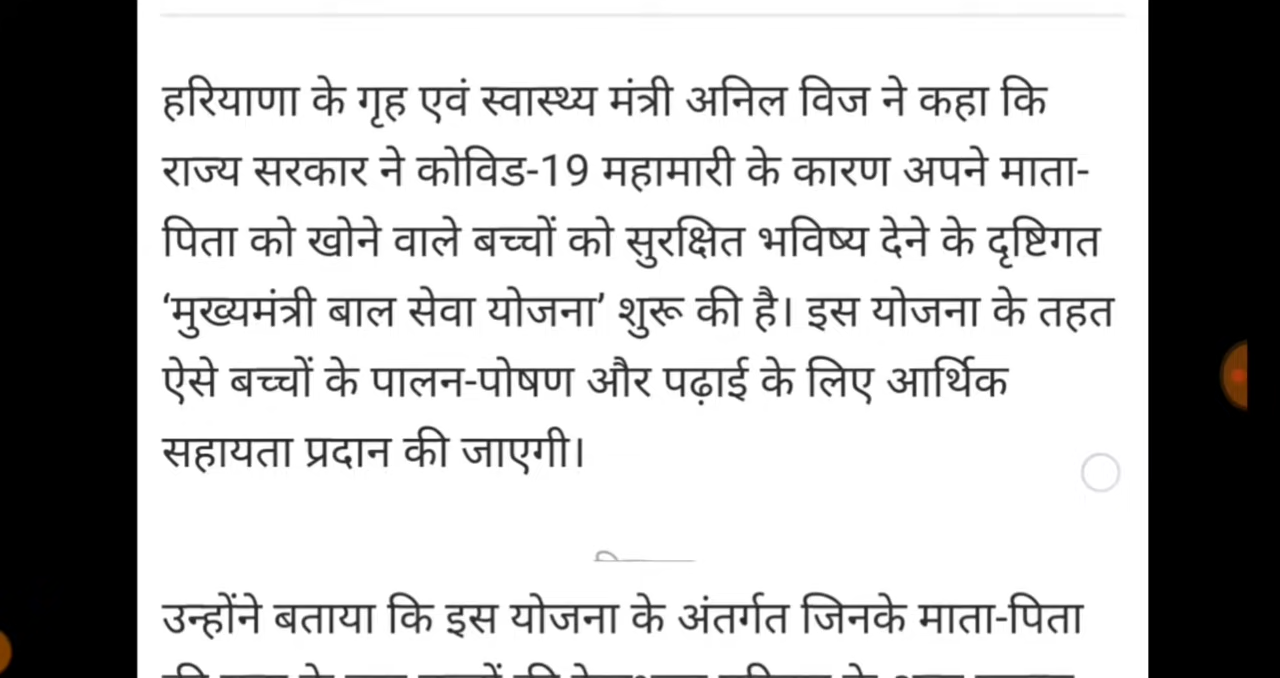 हरियाणा के गृह एवं स्वास्थ्य मंत्री अनिल विज ने कहा कि
राज्य सरकार ने कोविड-19 महामारी के कारण अपने माता-
पिता को खोने वाले बच्चों को सुरक्षित भविष्य देने के दृष्टिगत
‘मुख्यमंत्री बाल सेवा योजना’ शुरू की है। इस योजना के तहत
ऐसे बच्चों के पालन-पोषण और पढ़ाई के लिए आर्थिक
सहायता प्रदान की जाएगी।
उन्होंने बताया कि इस योजना के अंतर्गत जिनके माता-पिता